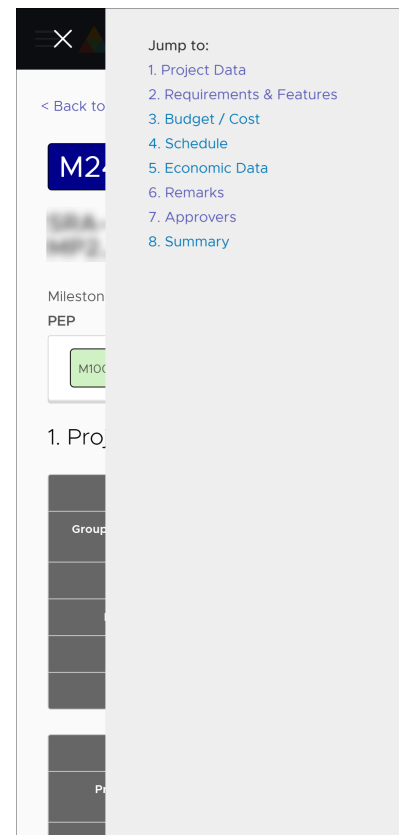 Jump to:
1. Project Data
2. Requirements & Features
3. Budget / Cost
4. Schedule
5. Economic Data
6. Remarks
7. Approvers
8. Summary
< Back to
M24
Mileston
PEP
M100
1. Proj
Group
Pr